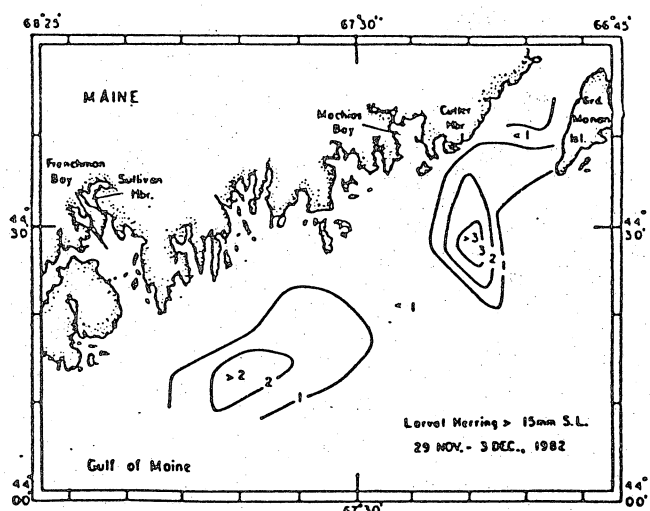 68°25'
67°30'
66°45'
MAINE
Machias
Bay
Cutler
Hbr
Grd.
Manan
Isl.
< 1
Frenchman
Bay
Sullivan
Hbr.
44°
30'
44°
30'
>3
3
2
1
< 1
>2
2
1
Larval Herring > 15mm S.L.
29 NOV. - 3 DEC., 1982
Gulf of Maine
44°
00'
44°
00'
67°30'